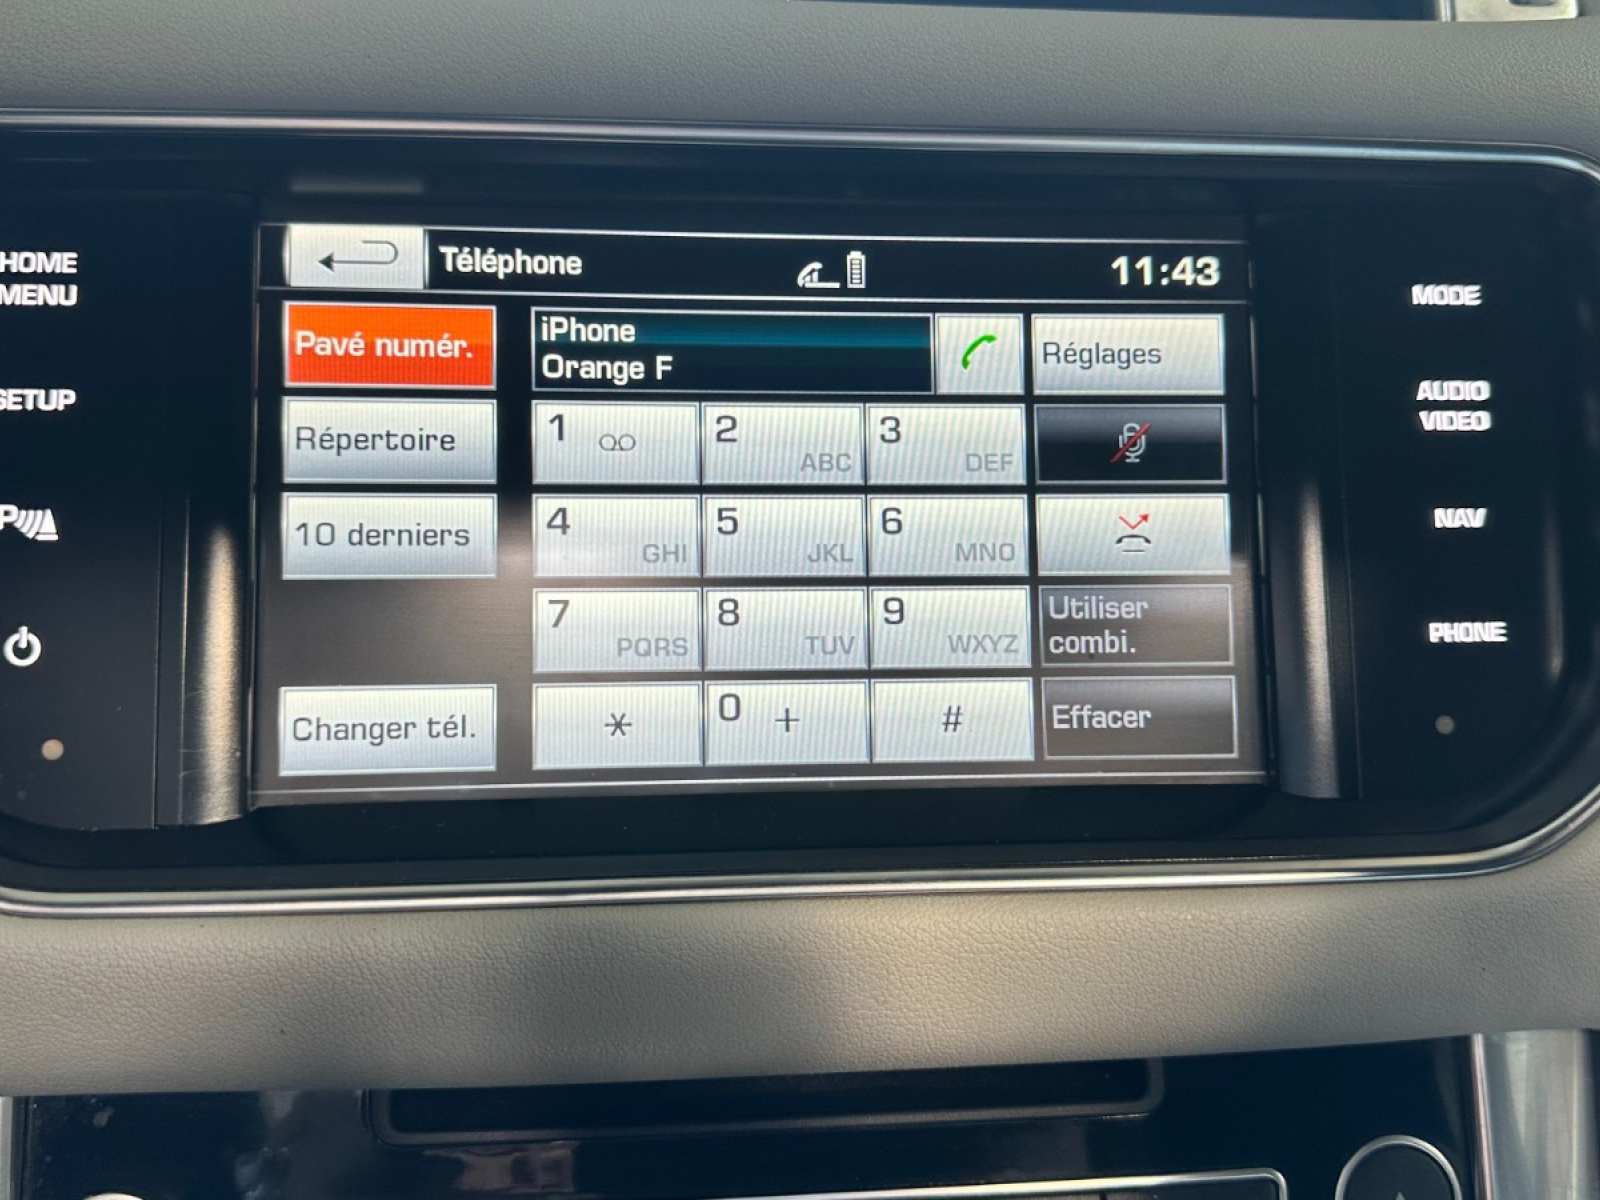 HOME
MENU
SETUP
Téléphone
11:43
MODE
Pavé numér.
iPhone
Orange F
Réglages
AUDIO
VIDEO
Répertoire
1
2 ABC
3 DEF
10 derniers
4 GHI
5 JKL
6 MNO
NAV
7 PQRS
8 TUV
9 WXYZ
Utiliser
combi.
PHONE
Changer tél.
*
0 +
#
Effacer
P